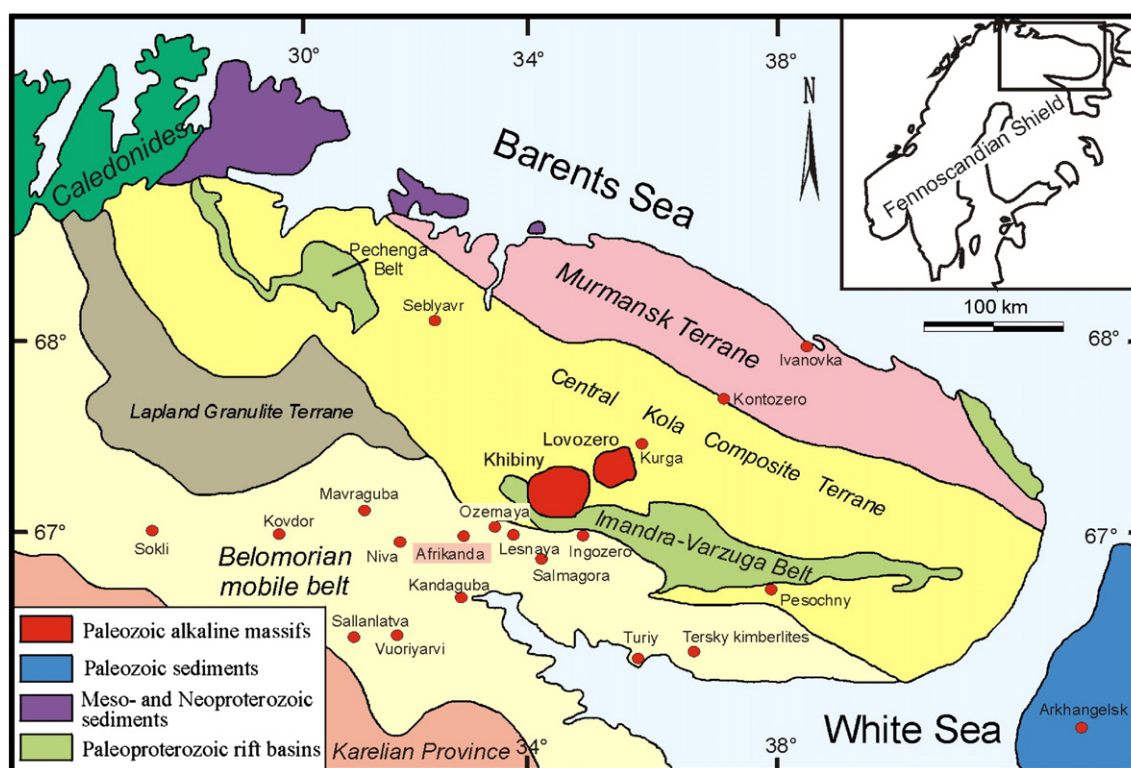 30°
34°
38°
N
Caledonides
Barents Sea
Fennoscandian Shield
100 km
Pechenga
Belt
Seblyavr
Murmansk Terrane
68°
68°
Ivanovka
Kontozero
Lapland Granulite Terrane
Central Kola Composite Terrane
Lovozero
Kurga
Khibiny
Mavraguba
Ozernaya
67°
67°
Sokli
Kovdor
Niva
Afrikanda
Lesnaya
Ingozero
Imandra-Varzuga Belt
Salmagora
Belomorian
mobile belt
Kandaguba
Pesochny
Sallanlatva
Vuoriyarvi
Turiy
Tersky kimberlites
Paleozoic alkaline massifs
Paleozoic sediments
Meso- and Neoproterozoic
sediments
Paleoproterozoic rift basins
Karelian Province
White Sea
Arkhangelsk
34°
38°